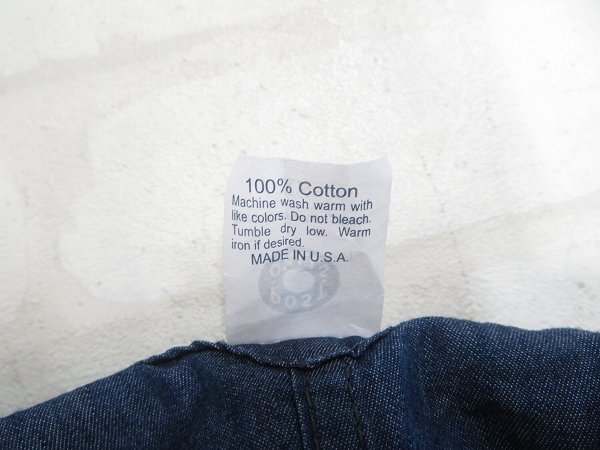 100% Cotton
Machine wash warm with
like colors. Do not bleach.
Tumble dry low. Warm
iron if desired.
MADE IN U.S.A.